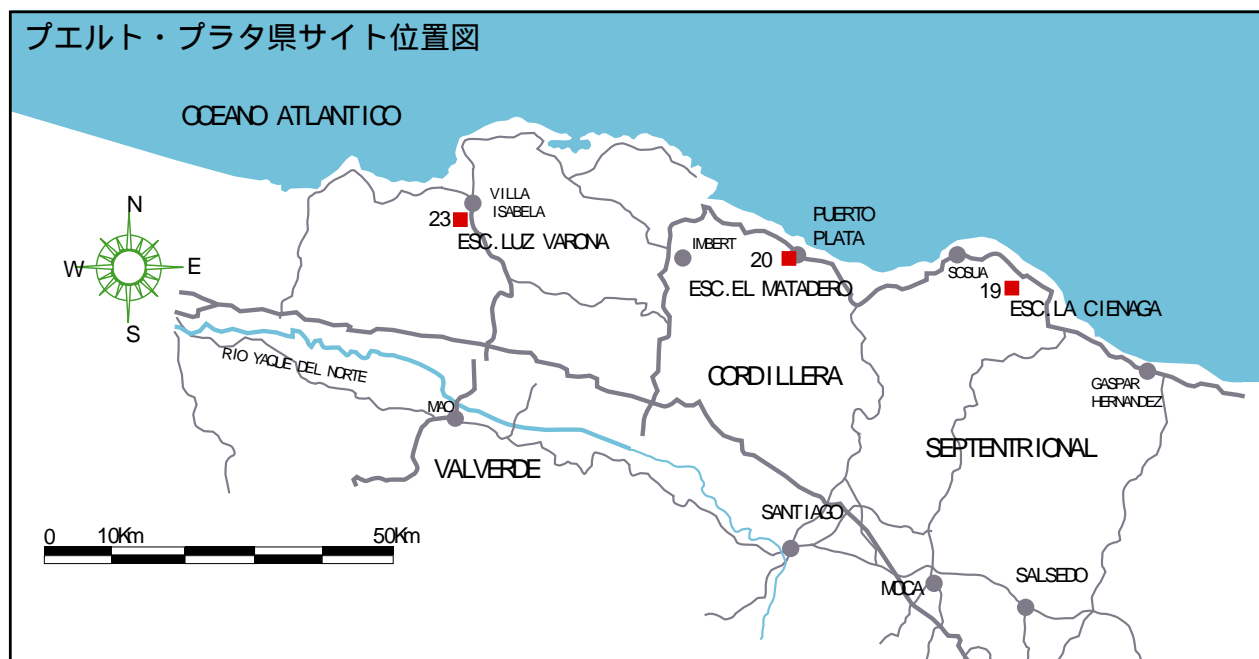 プエルト・プラタ県サイト位置図
OCEANO ATLANTICO
N
W
E
S
VILLA
ISABELA
23
ESC.LUZ VARONA
IMBERT
PUERTO
PLATA
20
ESC.EL MATADERO
SOSUA
19
ESC.LA CIENAGA
RIO YAQUE DEL NORTE
CORDILLERA
GASPAR
HERNANDEZ
MAO
VALVERDE
SEPTENTRIONAL
SANTIAGO
0 10Km 50Km
MOCA
SALSEDO